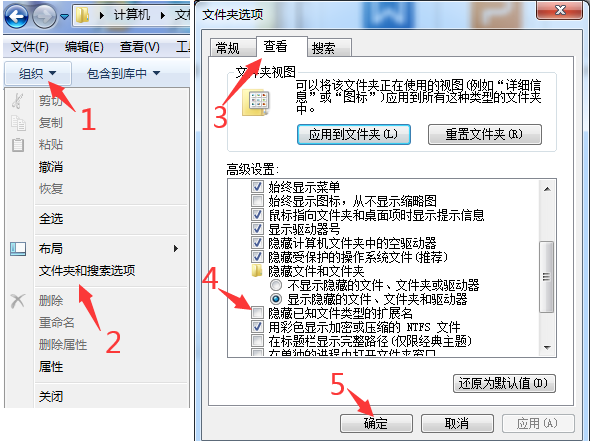 计算机
文件(F)
编辑(E)
查看(V)
组织
包含到库中
1
剪切
复制
粘贴
撤消
恢复
全选
布局
文件夹和搜索选项
2
删除
重命名
删除属性
属性
关闭
文件夹选项
常规
查看
搜索
3
文件夹视图
可以将该文件夹正在使用的视图(例如“详细信
息”或“图标”)应用到所有这种类型的文件夹
中。
应用到文件夹(L)
重置文件夹(R)
高级设置:
始终显示菜单
始终显示图标，从不显示缩略图
鼠标指向文件夹和桌面项时显示提示信息
显示驱动器号
隐藏计算机文件夹中的空驱动器
隐藏受保护的操作系统文件(推荐)
隐藏文件和文件夹
不显示隐藏的文件、文件夹或驱动器
显示隐藏的文件、文件夹和驱动器
4
隐藏已知文件类型的扩展名
用彩色显示加密或压缩的 NTFS 文件
在标题栏显示完整路径(仅限经典主题)
在单独的进程中打开文件夹窗口
还原为默认值(D)
5
确定
取消
应用(A)